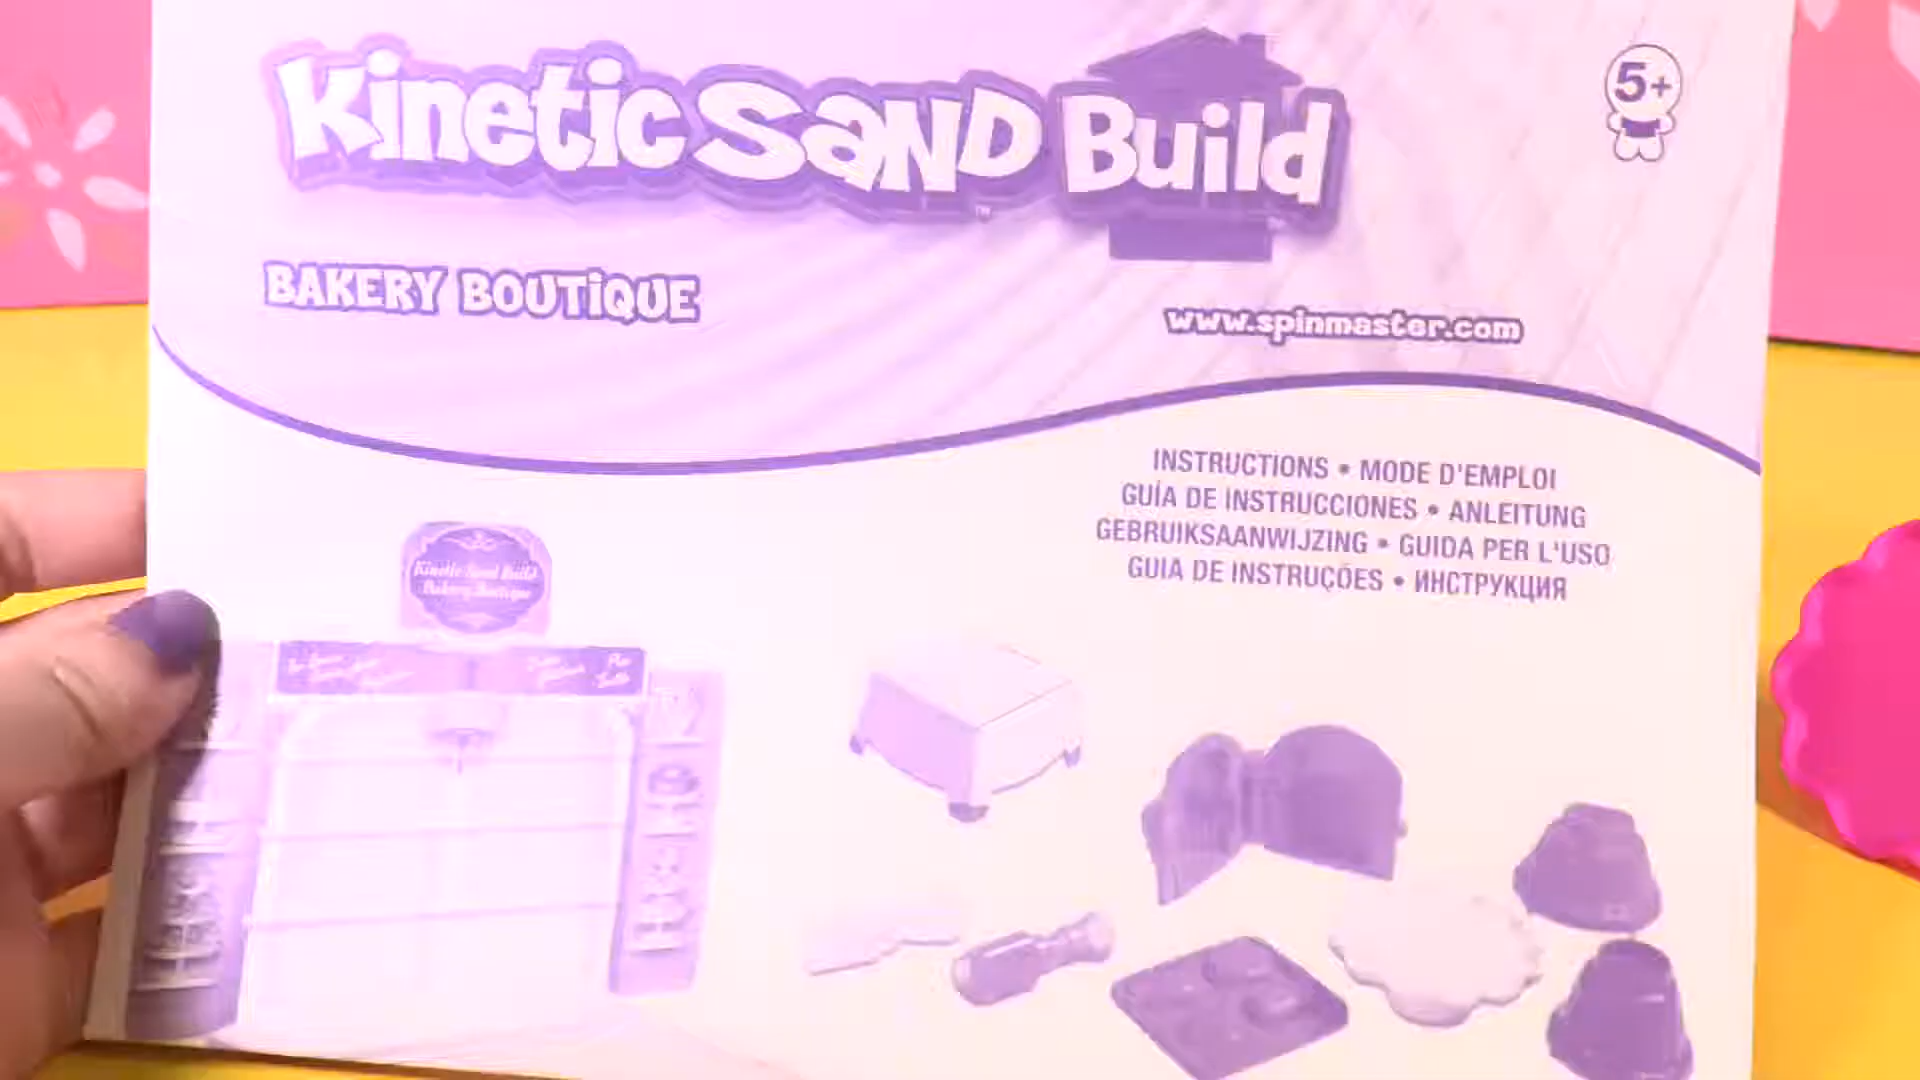 Kinetic Sand Build
™
5+
BAKERY BOUTIQUE
www.spinmaster.com
INSTRUCTIONS • MODE D'EMPLOI
GUÍA DE INSTRUCCIONES • ANLEITUNG
GEBRUIKSAANWIJZING • GUIDA PER L'USO
GUIA DE INSTRUÇÕES • ИНСТРУКЦИЯ
Kinetic Sand Build
Bakery Boutique